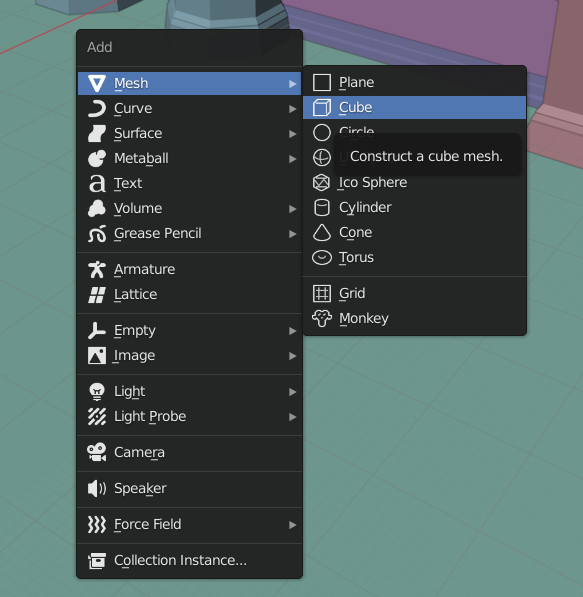 Add
Mesh
Curve
Surface
Metaball
Text
Volume
Grease Pencil
Armature
Lattice
Empty
Image
Light
Light Probe
Camera
Speaker
Force Field
Collection Instance...
Plane
Cube
Circle
Construct a cube mesh.
Ico Sphere
Cylinder
Cone
Torus
Grid
Monkey